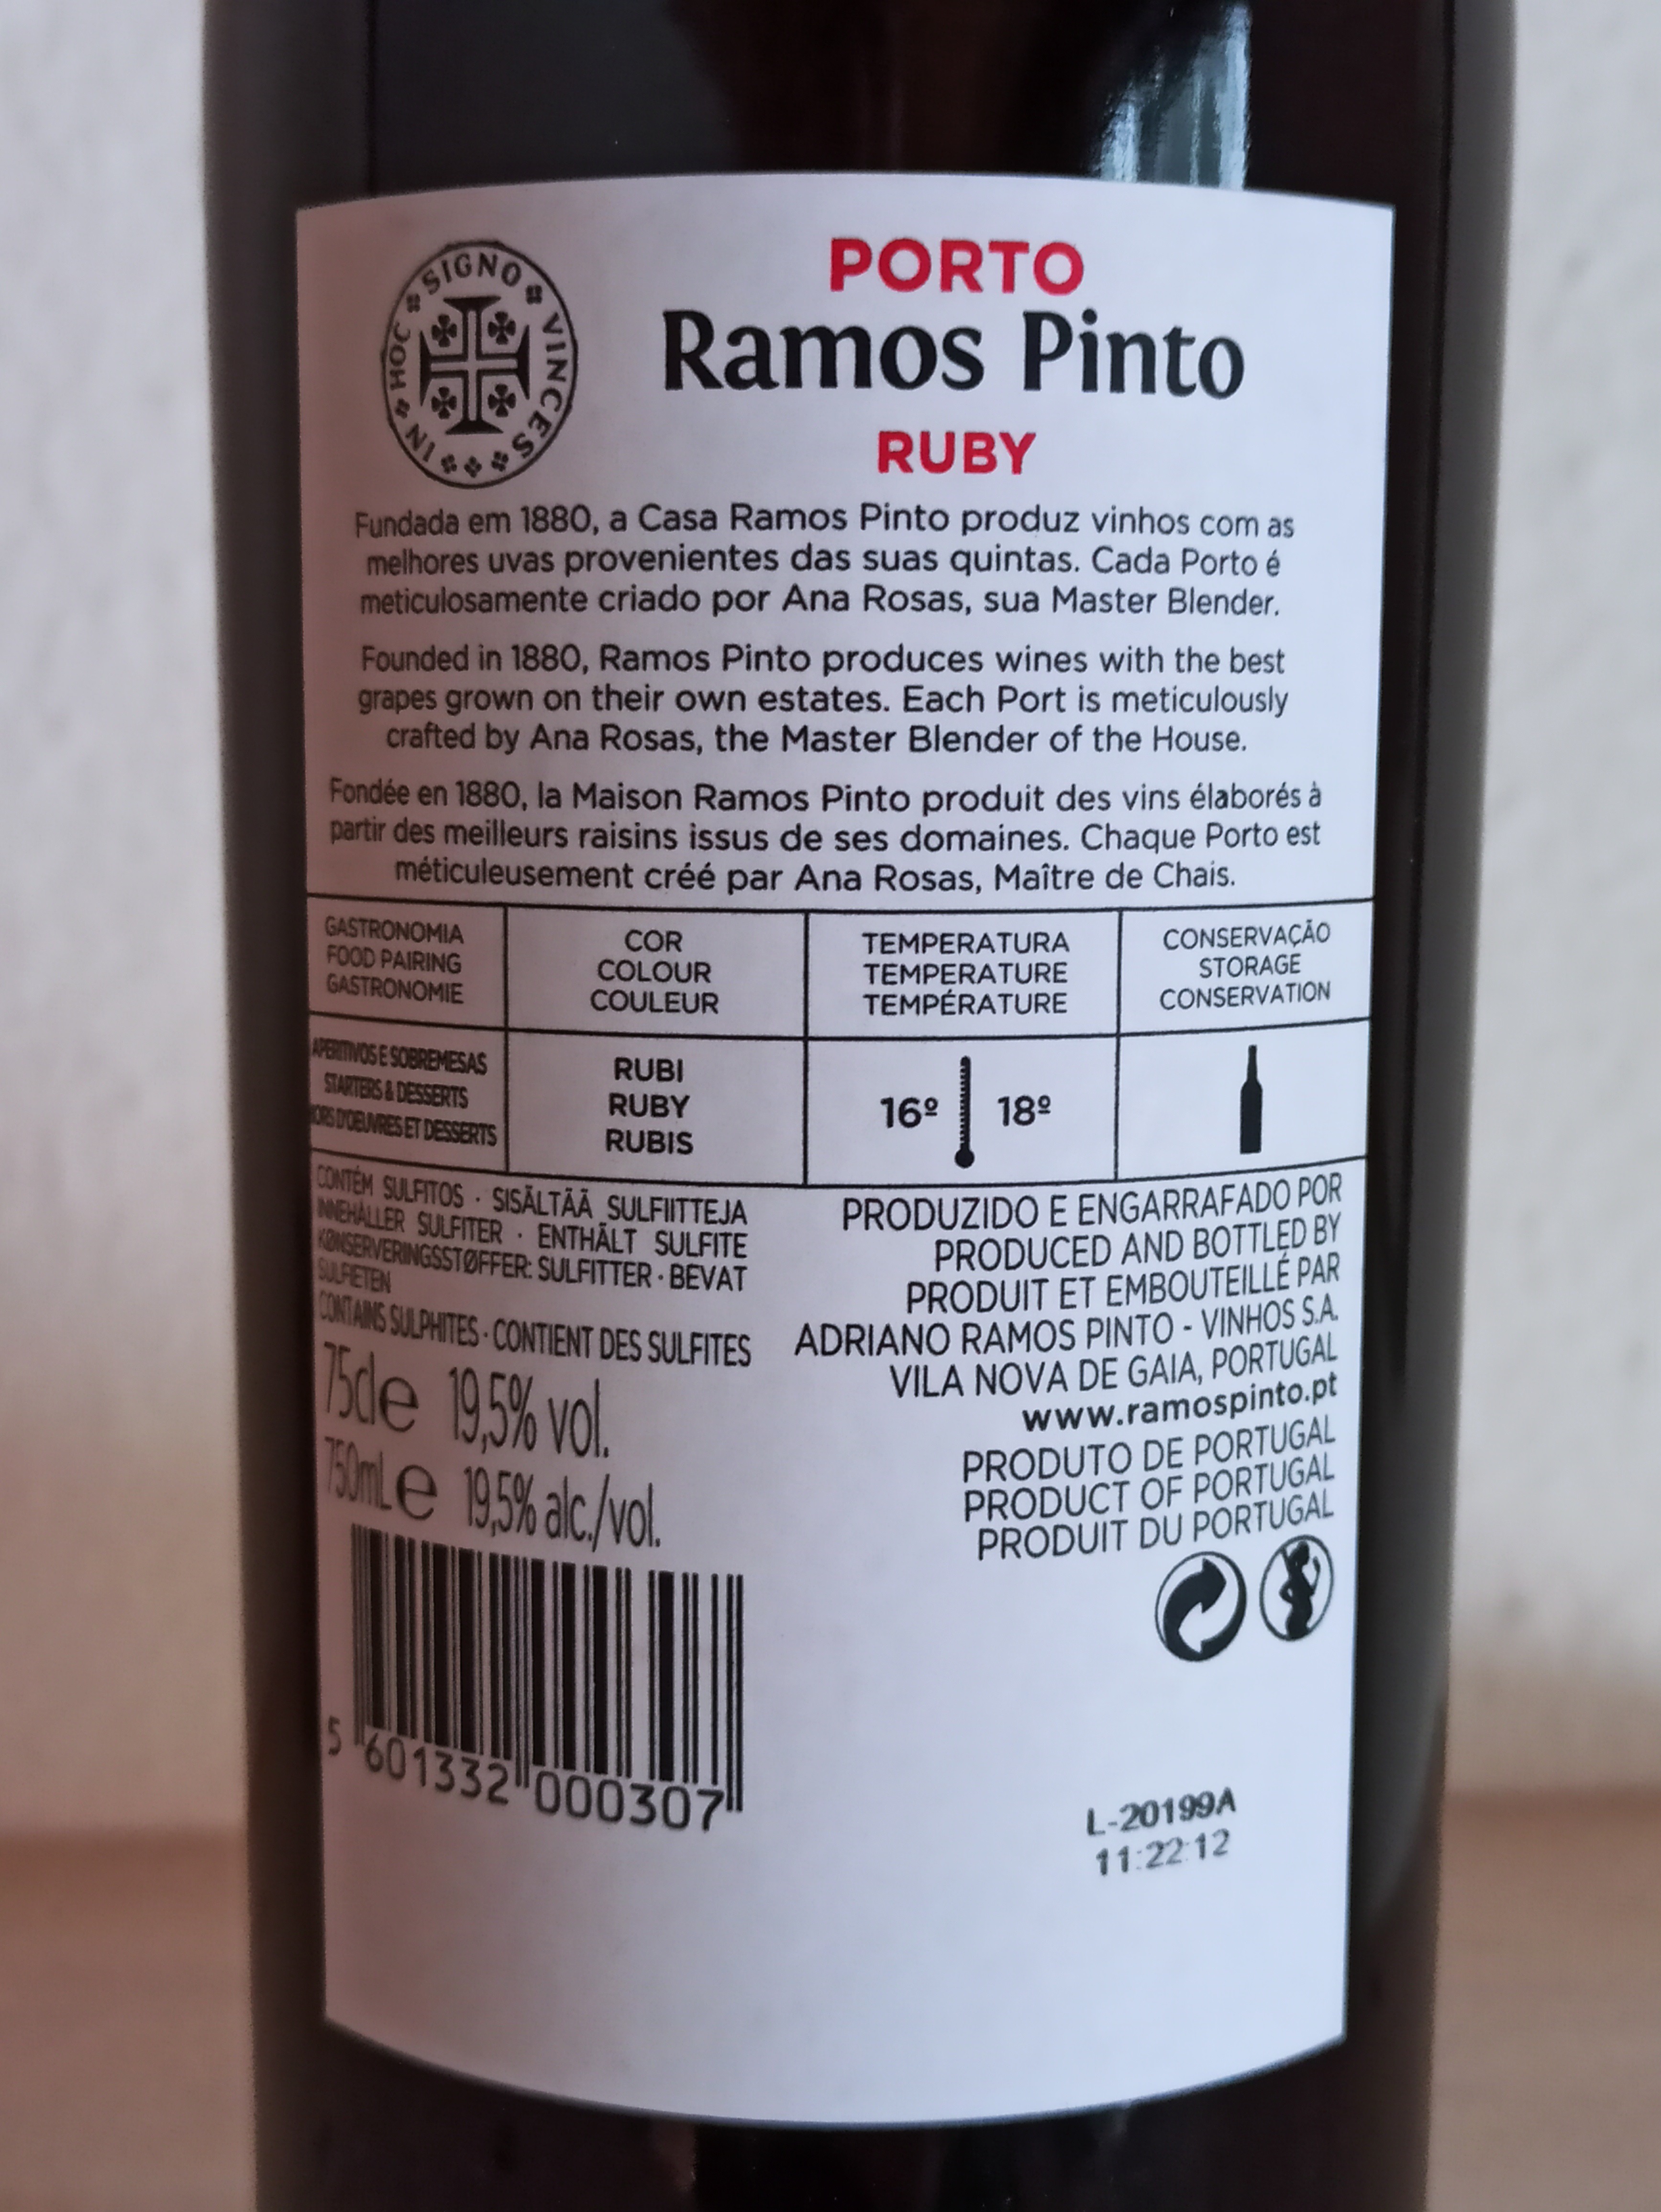 IN HOC SIGNO VINCES
PORTO
Ramos Pinto
RUBY
Fundada em 1880, a Casa Ramos Pinto produz vinhos com as
melhores uvas provenientes das suas quintas. Cada Porto é
meticulosamente criado por Ana Rosas, sua Master Blender.
Founded in 1880, Ramos Pinto produces wines with the best
grapes grown on their own estates. Each Port is meticulously
crafted by Ana Rosas, the Master Blender of the House.
Fondée en 1880, la Maison Ramos Pinto produit des vins élaborés à
partir des meilleurs raisins issus de ses domaines. Chaque Porto est
méticuleusement créé par Ana Rosas, Maître de Chais.
GASTRONOMIA
FOOD PAIRING
GASTRONOMIE
COR
COLOUR
COULEUR
TEMPERATURA
TEMPERATURE
TEMPÉRATURE
CONSERVAÇÃO
STORAGE
CONSERVATION
APERITIVOS E SOBREMESAS
STARTERS & DESSERTS
HORS D'OEUVRES ET DESSERTS
RUBI
RUBY
RUBIS
16º 18º
CONTÉM SULFITOS · SISÄLTÄÄ SULFIITTEJA
INNEHÅLLER SULFITER · ENTHÄLT SULFITE
KONSERVERINGSSTØFFER: SULFITTER · BEVAT
SULFIETEN
CONTAINS SULPHITES · CONTIENT DES SULFITES
75cle 19,5% vol.
750mLe 19,5% alc./vol.
PRODUZIDO E ENGARRAFADO POR
PRODUCED AND BOTTLED BY
PRODUIT ET EMBOUTEILLÉ PAR
ADRIANO RAMOS PINTO - VINHOS S.A.
VILA NOVA DE GAIA, PORTUGAL
www.ramospinto.pt
PRODUTO DE PORTUGAL
PRODUCT OF PORTUGAL
PRODUIT DU PORTUGAL
5 601332 000307
L-20199A
11:22:12